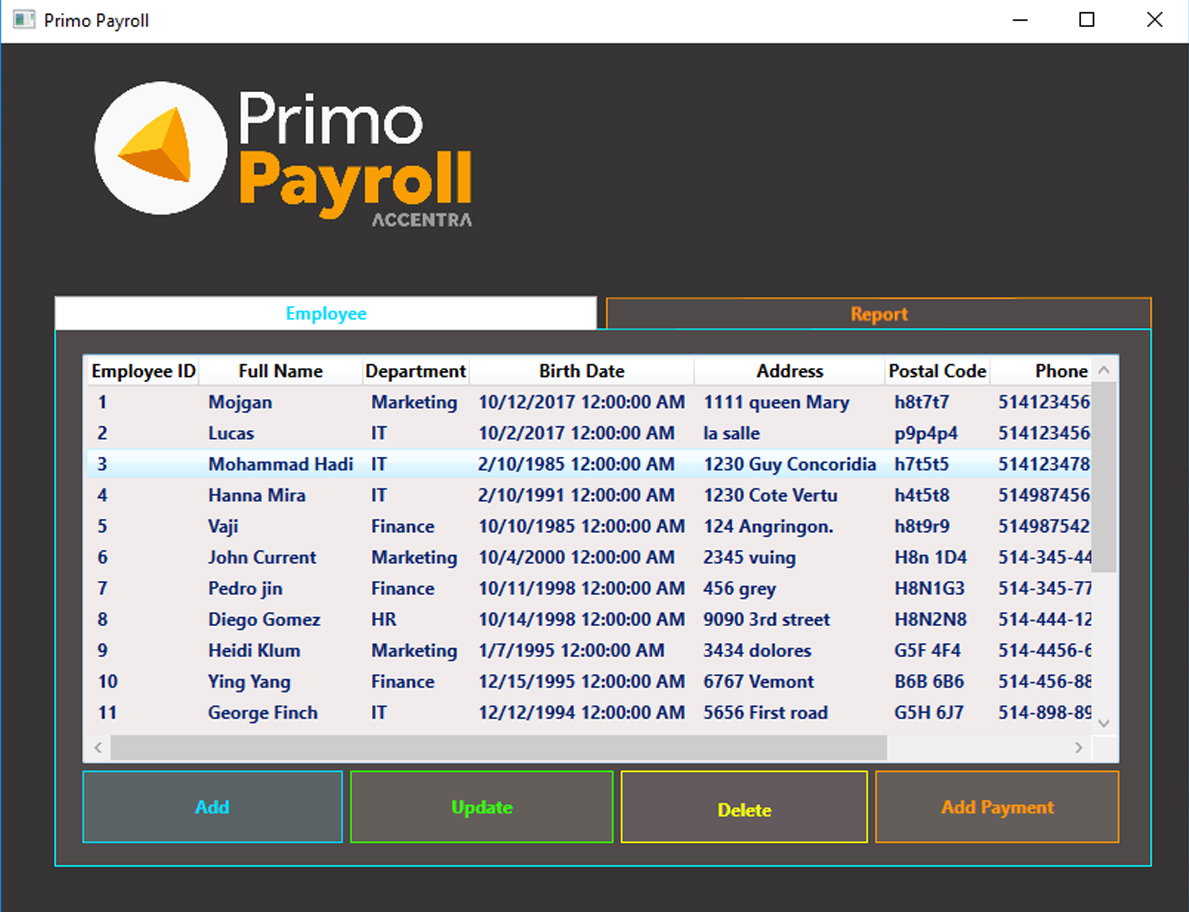 Primo Payroll
Primo
Payroll
ACCENTRA
Employee Report
Employee ID Full Name Department Birth Date Address Postal Code Phone
1 Mojgan Marketing 10/12/2017 12:00:00 AM 1111 queen Mary h8t7t7 514123456
2 Lucas IT 10/2/2017 12:00:00 AM la salle p9p4p4 514123456
3 Mohammad Hadi IT 2/10/1985 12:00:00 AM 1230 Guy Concoridia h7t5t5 514123478
4 Hanna Mira IT 2/10/1991 12:00:00 AM 1230 Cote Vertu h4t5t8 514987456
5 Vaji Finance 10/10/1985 12:00:00 AM 124 Angringon. h8t9r9 514987542
6 John Current Marketing 10/4/2000 12:00:00 AM 2345 vuing H8n 1D4 514-345-44
7 Pedro jin Finance 10/11/1998 12:00:00 AM 456 grey H8N1G3 514-345-77
8 Diego Gomez HR 10/14/1998 12:00:00 AM 9090 3rd street H8N2N8 514-444-12
9 Heidi Klum Marketing 1/7/1995 12:00:00 AM 3434 dolores G5F 4F4 514-4456-6
10 Ying Yang Finance 12/15/1995 12:00:00 AM 6767 Vemont B6B 6B6 514-456-88
11 George Finch IT 12/12/1994 12:00:00 AM 5656 First road G5H 6J7 514-898-89
Add Update Delete Add Payment